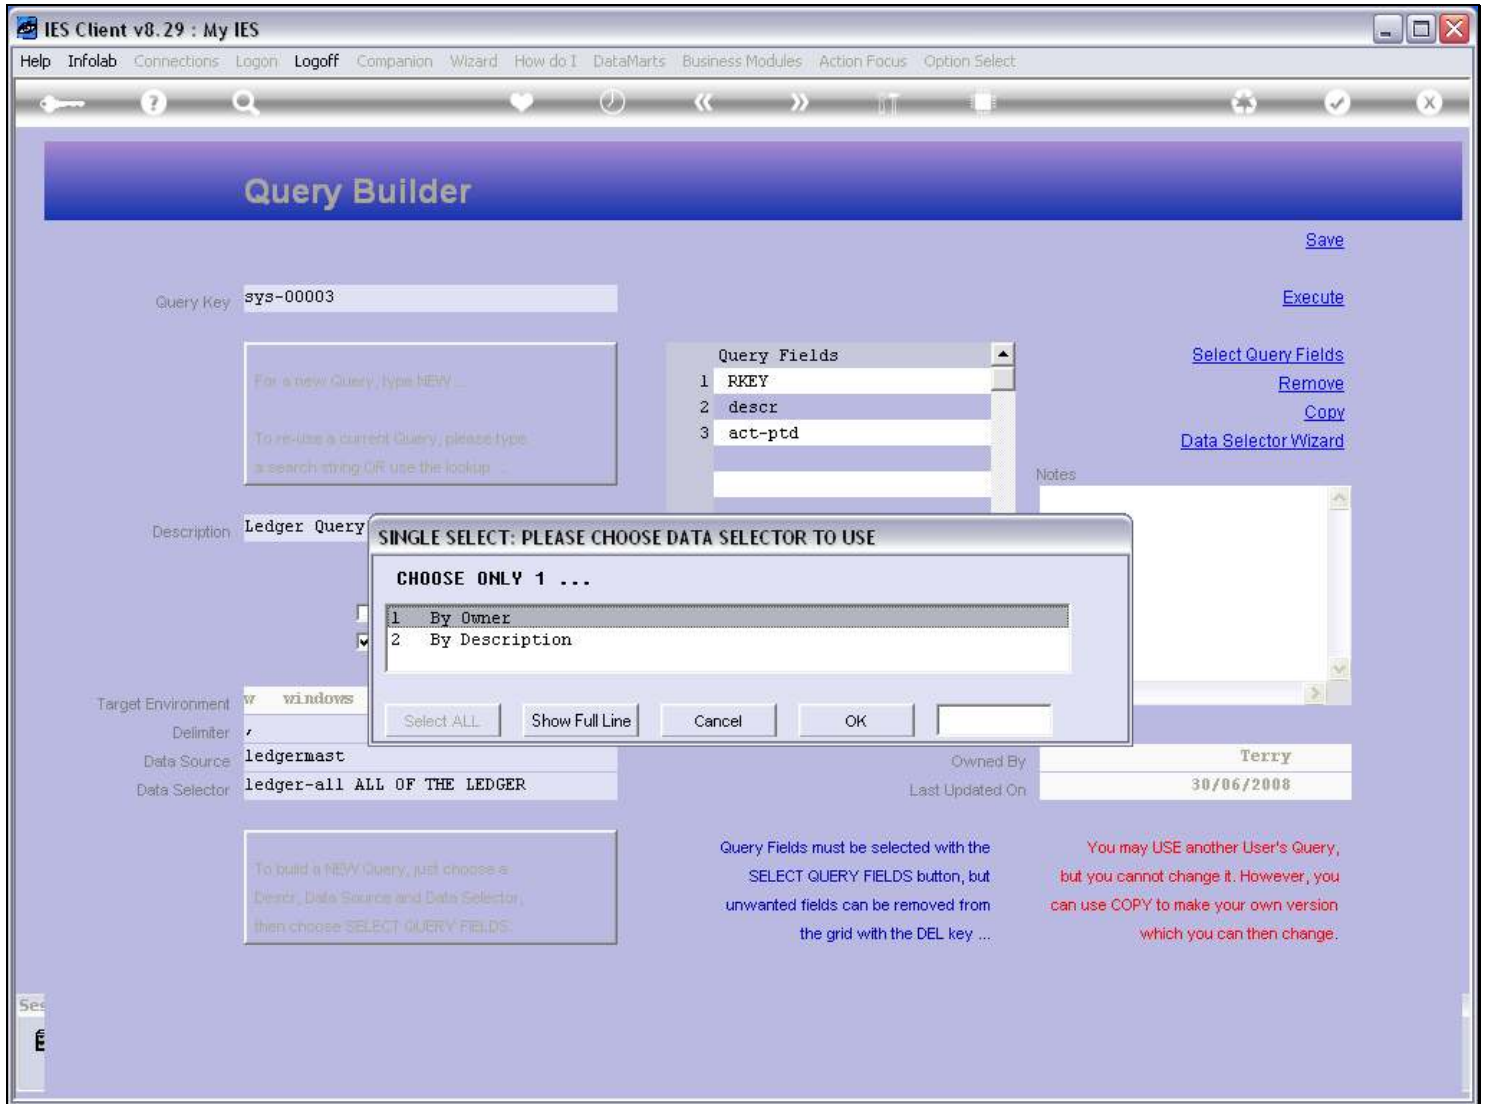 IES Client v8.29 : My IES
Help Infolab Connections Logon Logoff Companion Wizard How do I DataMarts Business Modules Action Focus Option Select
Query Builder
Save
Query Key sys-00003
Execute
For a new Query, type NEW ...
To re-use a current Query, please type
a search string OR use the lookup ...
Query Fields
1 RKEY
2 descr
3 act-ptd
Select Query Fields
Remove
Copy
Data Selector Wizard
Notes
Description Ledger Query
SINGLE SELECT: PLEASE CHOOSE DATA SELECTOR TO USE
CHOOSE ONLY 1 ...
1 By Owner
2 By Description
Select ALL Show Full Line Cancel OK
Target Environment w windows
Delimiter ,
Data Source ledgermast
Data Selector ledger-all ALL OF THE LEDGER
Owned By Terry
Last Updated On 30/06/2008
To build a NEW Query, just choose a
Descr, Data Source and Data Selector,
then choose SELECT QUERY FIELDS.
Query Fields must be selected with the
SELECT QUERY FIELDS button, but
unwanted fields can be removed from
the grid with the DEL key ...
You may USE another User's Query,
but you cannot change it. However, you
can use COPY to make your own version
which you can then change.
Ses